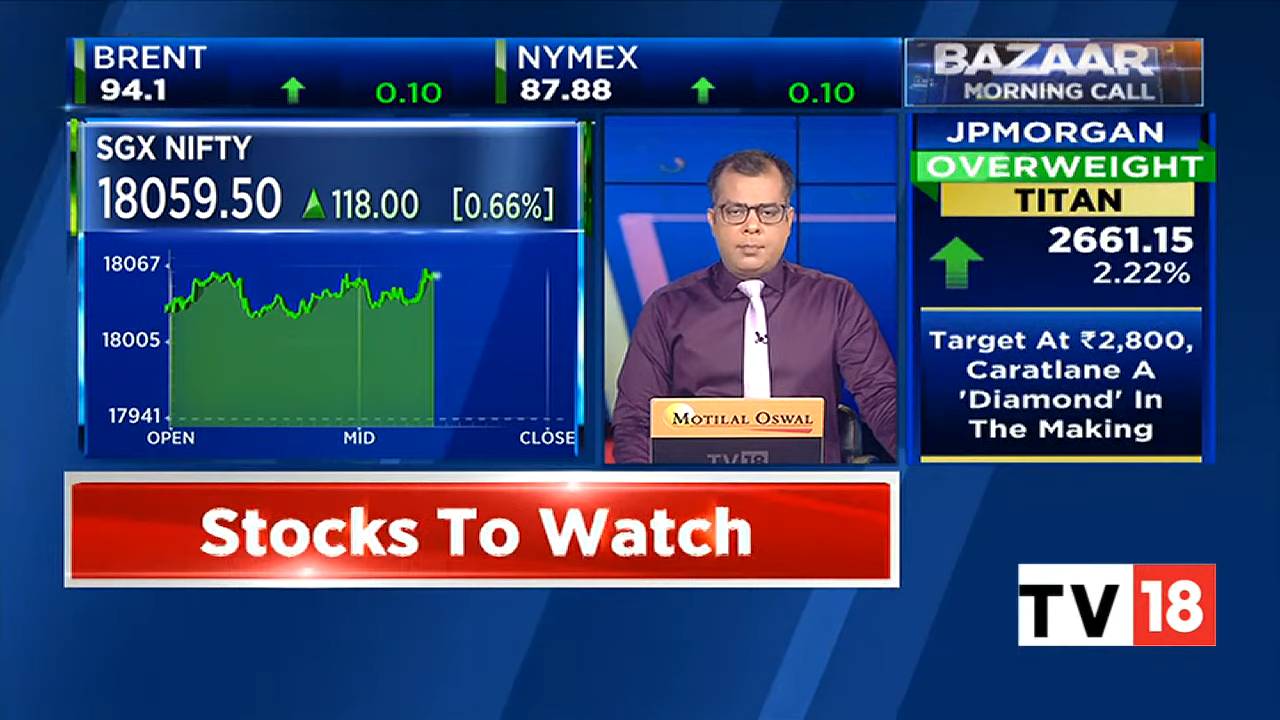 BRENT
94.1 0.10
NYMEX
87.88 0.10
BAZAAR
MORNING CALL
SGX NIFTY
18059.50 118.00 [0.66%]
18067
18005
17941
OPEN MID CLOSE
MOTILAL OSWAL
TV18
JPMORGAN
OVERWEIGHT
TITAN
2661.15
2.22%
Target At ₹2,800,
Caratlane A
'Diamond' In
The Making
Stocks To Watch
TV18